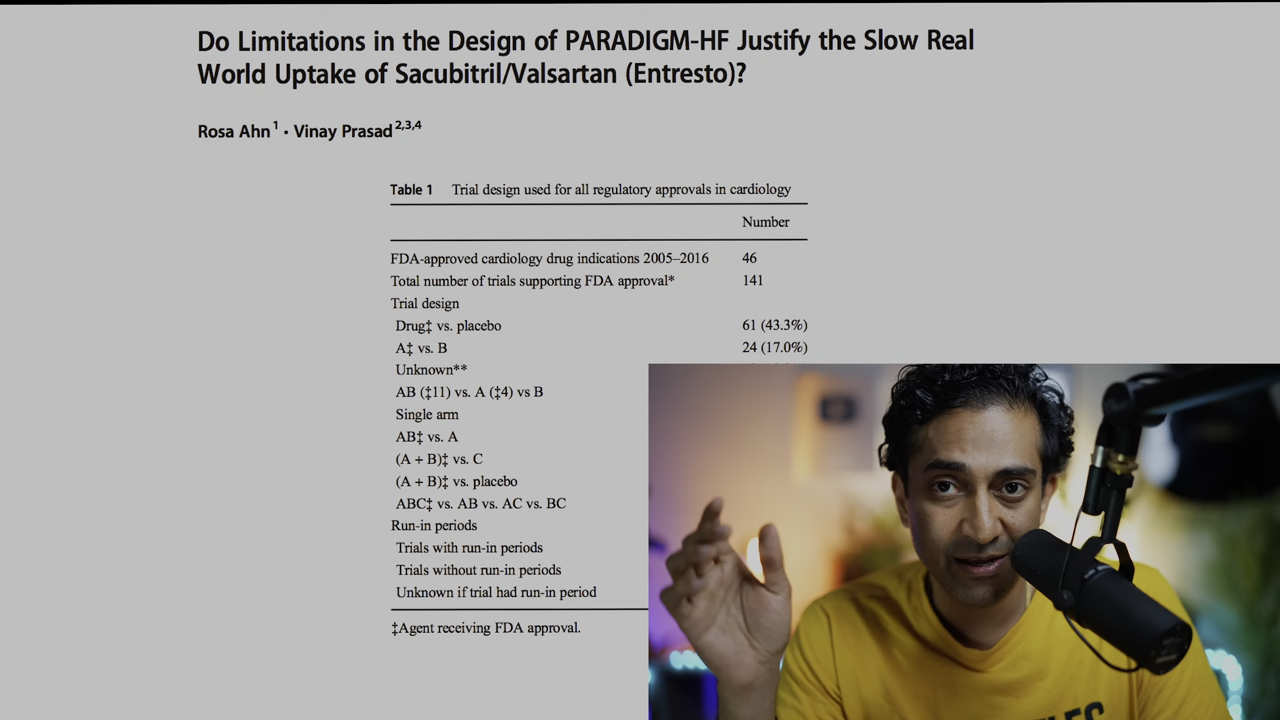 Do Limitations in the Design of PARADIGM-HF Justify the Slow Real
World Uptake of Sacubitril/Valsartan (Entresto)?
Rosa Ahn 1 · Vinay Prasad 2,3,4
Table 1 Trial design used for all regulatory approvals in cardiology
Number
FDA-approved cardiology drug indications 2005–2016 46
Total number of trials supporting FDA approval* 141
Trial design
Drug‡ vs. placebo 61 (43.3%)
A‡ vs. B 24 (17.0%)
Unknown**
AB (‡11) vs. A (‡4) vs B
Single arm
AB‡ vs. A
(A + B)‡ vs. C
(A + B)‡ vs. placebo
ABC‡ vs. AB vs. AC vs. BC
Run-in periods
Trials with run-in periods
Trials without run-in periods
Unknown if trial had run-in period
‡Agent receiving FDA approval.